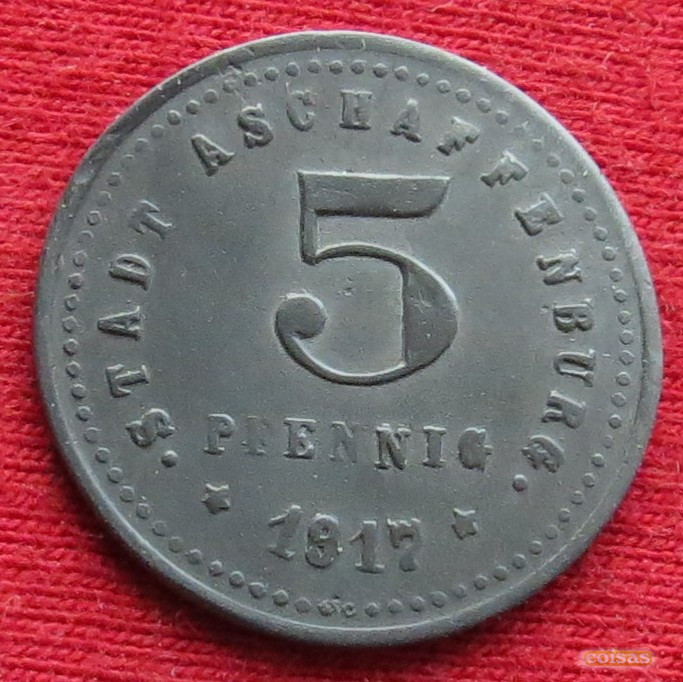 · STADT ASCHAFFENBURG ·
5
PFENNIG
★ 1917 ★
coisas